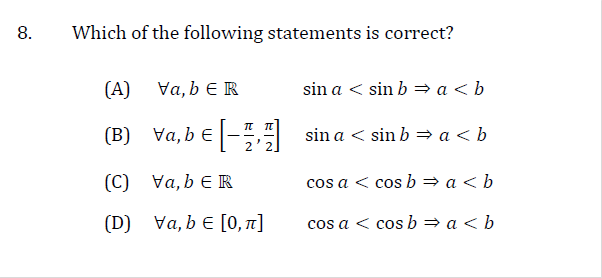 8. Which of the following statements is correct?
(A) ∀a, b ∈ ℝ sin a < sin b ⇒ a < b
(B) ∀a, b ∈ [−π/2, π/2] sin a < sin b ⇒ a < b
(C) ∀a, b ∈ ℝ cos a < cos b ⇒ a < b
(D) ∀a, b ∈ [0, π] cos a < cos b ⇒ a < b